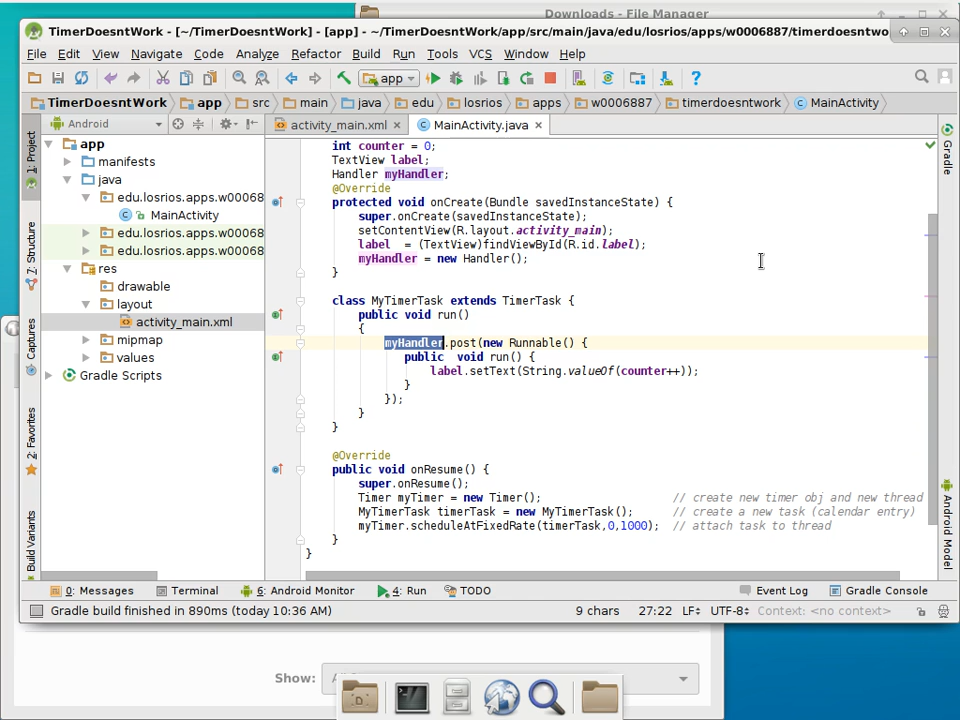 Downloads - File Manager
TimerDoesntWork - [~/TimerDoesntWork] - [app] - ~/TimerDoesntWork/app/src/main/java/edu/losrios/apps/w0006887/timerdoesntwo
File Edit View Navigate Code Analyze Refactor Build Run Tools VCS Window Help
app
TimerDoesntWork app src main java edu losrios apps w0006887 timerdoesntwork MainActivity
Android
activity_main.xml MainActivity.java
1: Project
7: Structure
Captures
2: Favorites
Build Variants
app
manifests
java
edu.losrios.apps.w00068
MainActivity
edu.losrios.apps.w00068
edu.losrios.apps.w00068
res
drawable
layout
activity_main.xml
mipmap
values
Gradle Scripts
int counter = 0;
TextView label;
Handler myHandler;
@Override
protected void onCreate(Bundle savedInstanceState) {
super.onCreate(savedInstanceState);
setContentView(R.layout.activity_main);
label = (TextView)findViewById(R.id.label);
myHandler = new Handler();
}
class MyTimerTask extends TimerTask {
public void run()
{
myHandler.post(new Runnable() {
public void run() {
label.setText(String.valueOf(counter++));
}
});
}
}
@Override
public void onResume() {
super.onResume();
Timer myTimer = new Timer(); // create new timer obj and new thread
MyTimerTask timerTask = new MyTimerTask(); // create a new task (calendar entry)
myTimer.scheduleAtFixedRate(timerTask,0,1000); // attach task to thread
}
}
Gradle
Android Model
0: Messages Terminal 6: Android Monitor 4: Run TODO Event Log Gradle Console
Gradle build finished in 890ms (today 10:36 AM) 9 chars 27:22 LF UTF-8 Context: <no context>
Show: